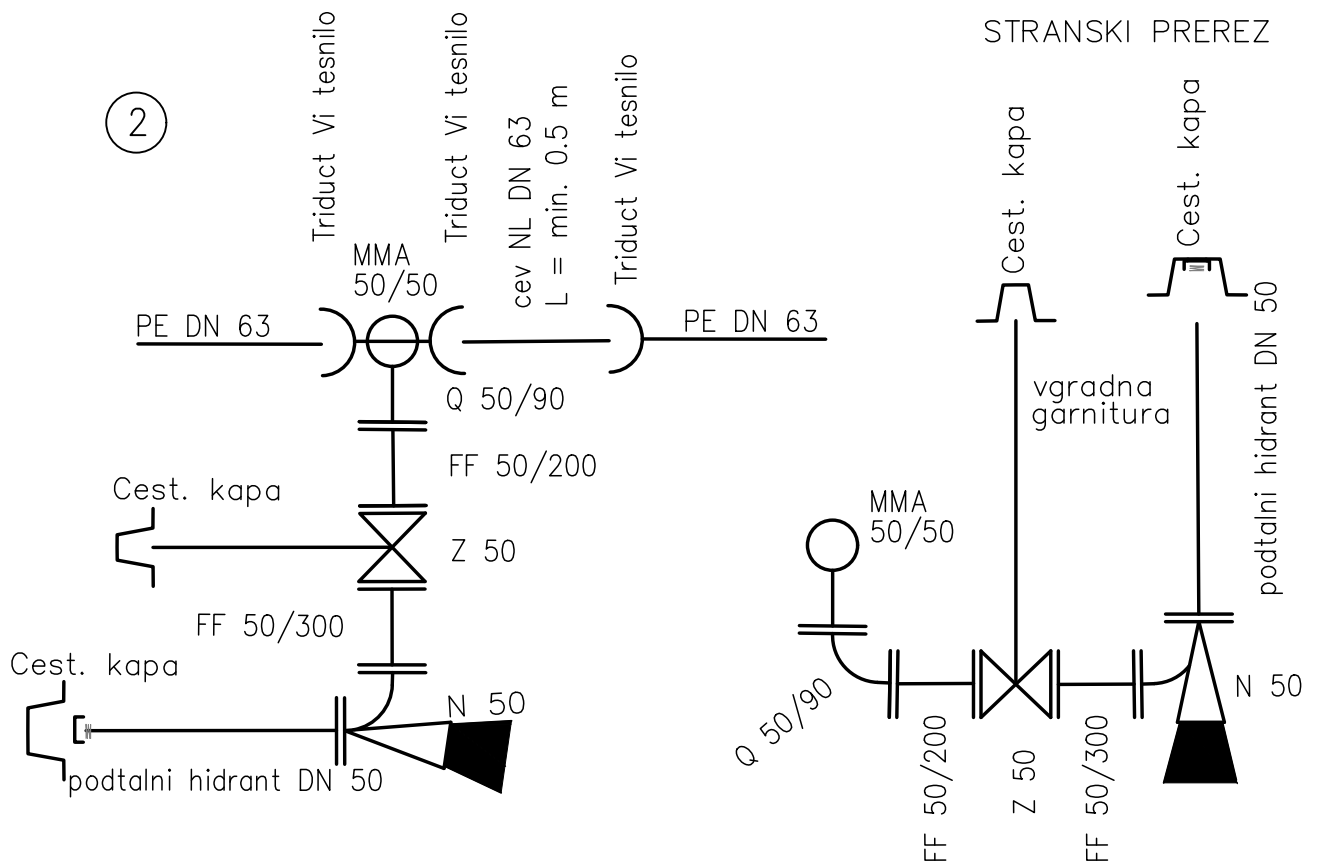 2
Triduct Vi tesnilo
Triduct Vi tesnilo
cev NL DN 63
L = min. 0.5 m
Triduct Vi tesnilo
MMA
50/50
PE DN 63
PE DN 63
Q 50/90
FF 50/200
Cest. kapa
Z 50
FF 50/300
Cest. kapa
N 50
podtalni hidrant DN 50
STRANSKI PREREZ
Cest. kapa
Cest. kapa
vgradna
garnitura
podtalni hidrant DN 50
MMA
50/50
Q 50/90
FF 50/200
Z 50
FF 50/300
N 50